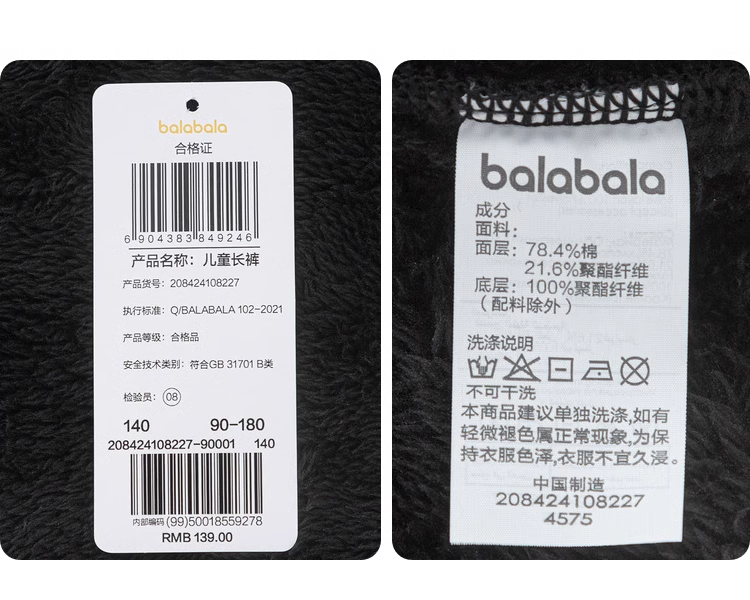 balabala
合格证
6 904383 849246
产品名称: 儿童长裤
产品货号: 208424108227
执行标准: Q/BALABALA 102-2021
产品等级: 合格品
安全技术类别: 符合GB 31701 B类
检验员: 08
140 90-180
208424108227-90001 140
内部编码 (99)50018559278
RMB 139.00
balabala
成分
面料:
面层: 78.4%棉
21.6%聚酯纤维
底层: 100%聚酯纤维
(配料除外)
洗涤说明
不可干洗
本商品建议单独洗涤,如有
轻微褪色属正常现象,为保
持衣服色泽,衣服不宜久浸。
中国制造
208424108227
4575